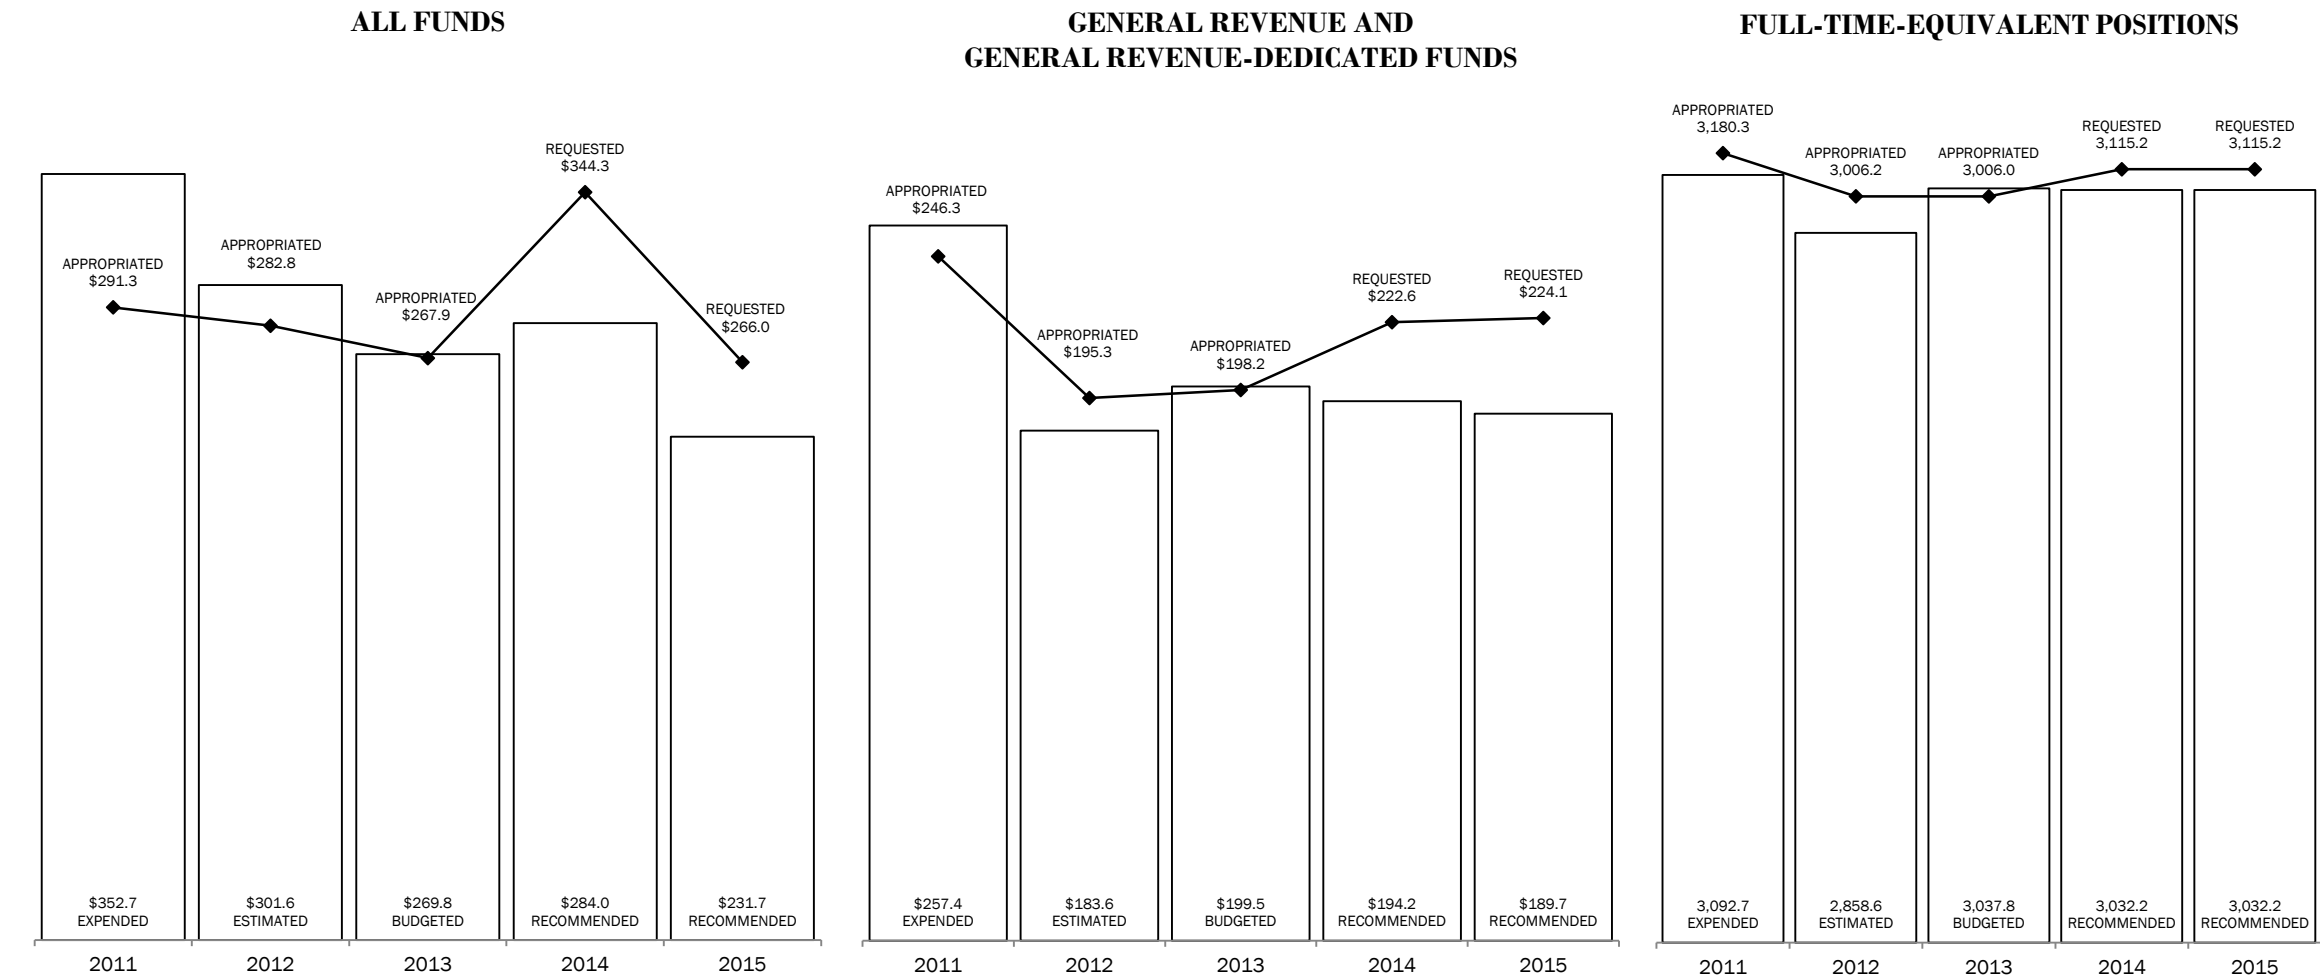 ALL FUNDS
APPROPRIATED
$291.3
APPROPRIATED
$282.8
APPROPRIATED
$267.9
REQUESTED
$344.3
REQUESTED
$266.0
$352.7
EXPENDED
$301.6
ESTIMATED
$269.8
BUDGETED
$284.0
RECOMMENDED
$231.7
RECOMMENDED
2011
2012
2013
2014
2015
GENERAL REVENUE AND
GENERAL REVENUE-DEDICATED FUNDS
APPROPRIATED
$246.3
APPROPRIATED
$195.3
APPROPRIATED
$198.2
REQUESTED
$222.6
REQUESTED
$224.1
$257.4
EXPENDED
$183.6
ESTIMATED
$199.5
BUDGETED
$194.2
RECOMMENDED
$189.7
RECOMMENDED
2011
2012
2013
2014
2015
FULL-TIME-EQUIVALENT POSITIONS
APPROPRIATED
3,180.3
APPROPRIATED
3,006.2
APPROPRIATED
3,006.0
REQUESTED
3,115.2
REQUESTED
3,115.2
3,092.7
EXPENDED
2,858.6
ESTIMATED
3,037.8
BUDGETED
3,032.2
RECOMMENDED
3,032.2
RECOMMENDED
2011
2012
2013
2014
2015